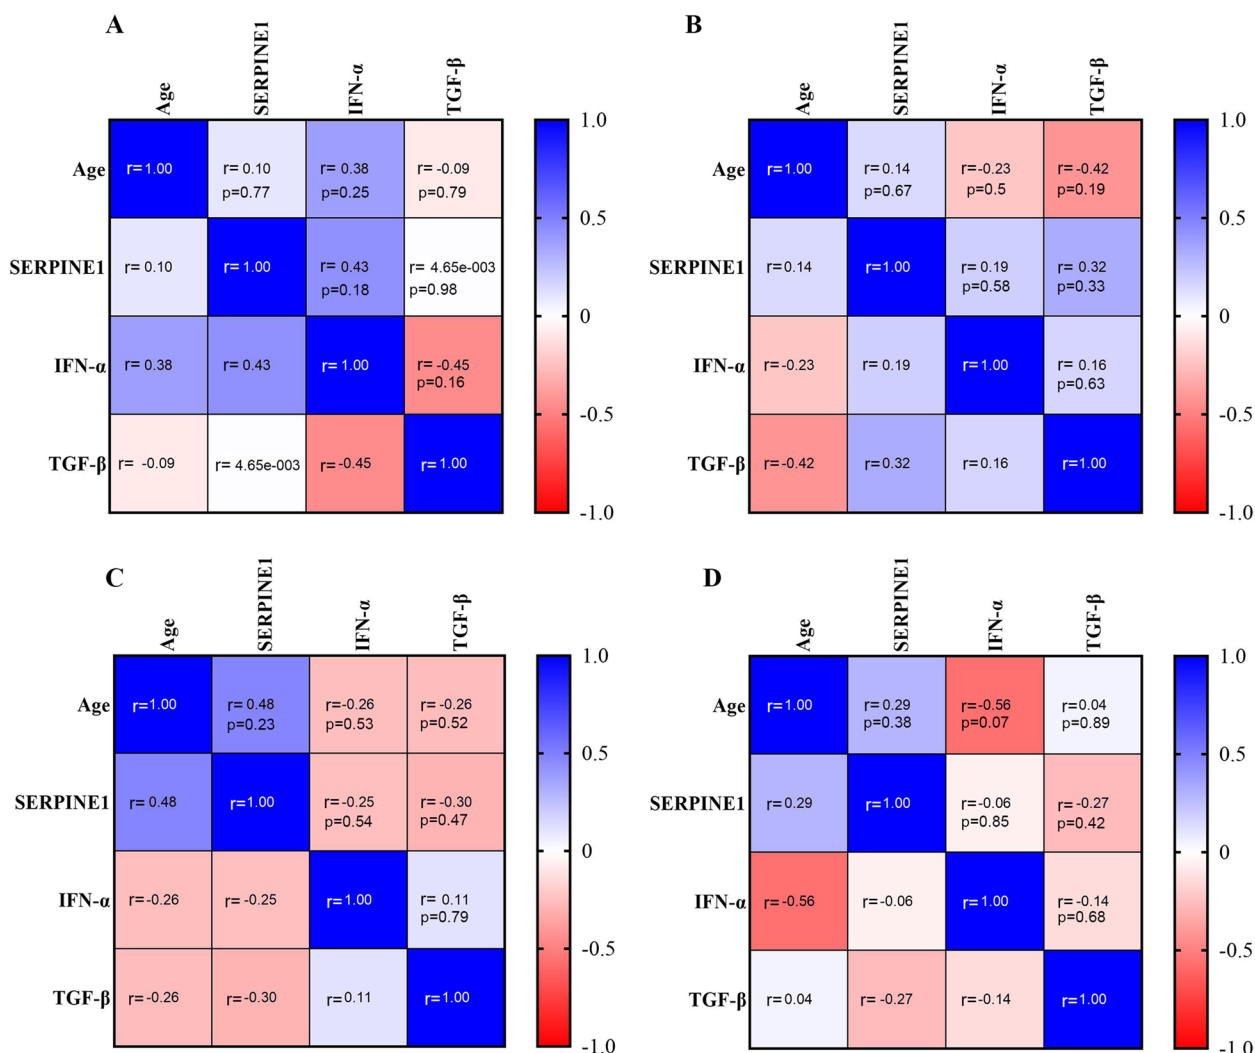 A
Age
SERPINE1
IFN-α
TGF-β
Age
r= 1.00
r= 0.10
p=0.77
r= 0.38
p=0.25
r= -0.09
p=0.79
SERPINE1
r= 0.10
r= 1.00
r= 0.43
p=0.18
r= 4.65e-003
p=0.98
IFN-α
r= 0.38
r= 0.43
r= 1.00
r= -0.45
p=0.16
TGF-β
r= -0.09
r= 4.65e-003
r= -0.45
r= 1.00
1.0
0.5
0
-0.5
-1.0
B
Age
SERPINE1
IFN-α
TGF-β
Age
r= 1.00
r= 0.14
p=0.67
r= -0.23
p=0.5
r= -0.42
p=0.19
SERPINE1
r= 0.14
r=1.00
r= 0.19
p=0.58
r= 0.32
p=0.33
IFN-α
r= -0.23
r= 0.19
r= 1.00
r= 0.16
p=0.63
TGF-β
r= -0.42
r= 0.32
r= 0.16
r=1.00
1.0
0.5
0
-0.5
-1.0
C
Age
SERPINE1
IFN-α
TGF-β
Age
r=1.00
r= 0.48
p=0.23
r=-0.26
p=0.53
r= -0.26
p=0.52
SERPINE1
r= 0.48
r=1.00
r= -0.25
p=0.54
r= -0.30
p=0.47
IFN-α
r= -0.26
r= -0.25
r=1.00
r= 0.11
p=0.79
TGF-β
r= -0.26
r= -0.30
r= 0.11
r=1.00
1.0
0.5
0
-0.5
-1.0
D
Age
SERPINE1
IFN-α
TGF-β
Age
r=1.00
r= 0.29
p=0.38
r= -0.56
p=0.07
r= 0.04
p=0.89
SERPINE1
r= 0.29
r=1.00
r= -0.06
p=0.85
r= -0.27
p=0.42
IFN-α
r= -0.56
r= -0.06
r= 1.00
r= -0.14
p=0.68
TGF-β
r= 0.04
r= -0.27
r= -0.14
r= 1.00
1.0
0.5
0
-0.5
-1.0